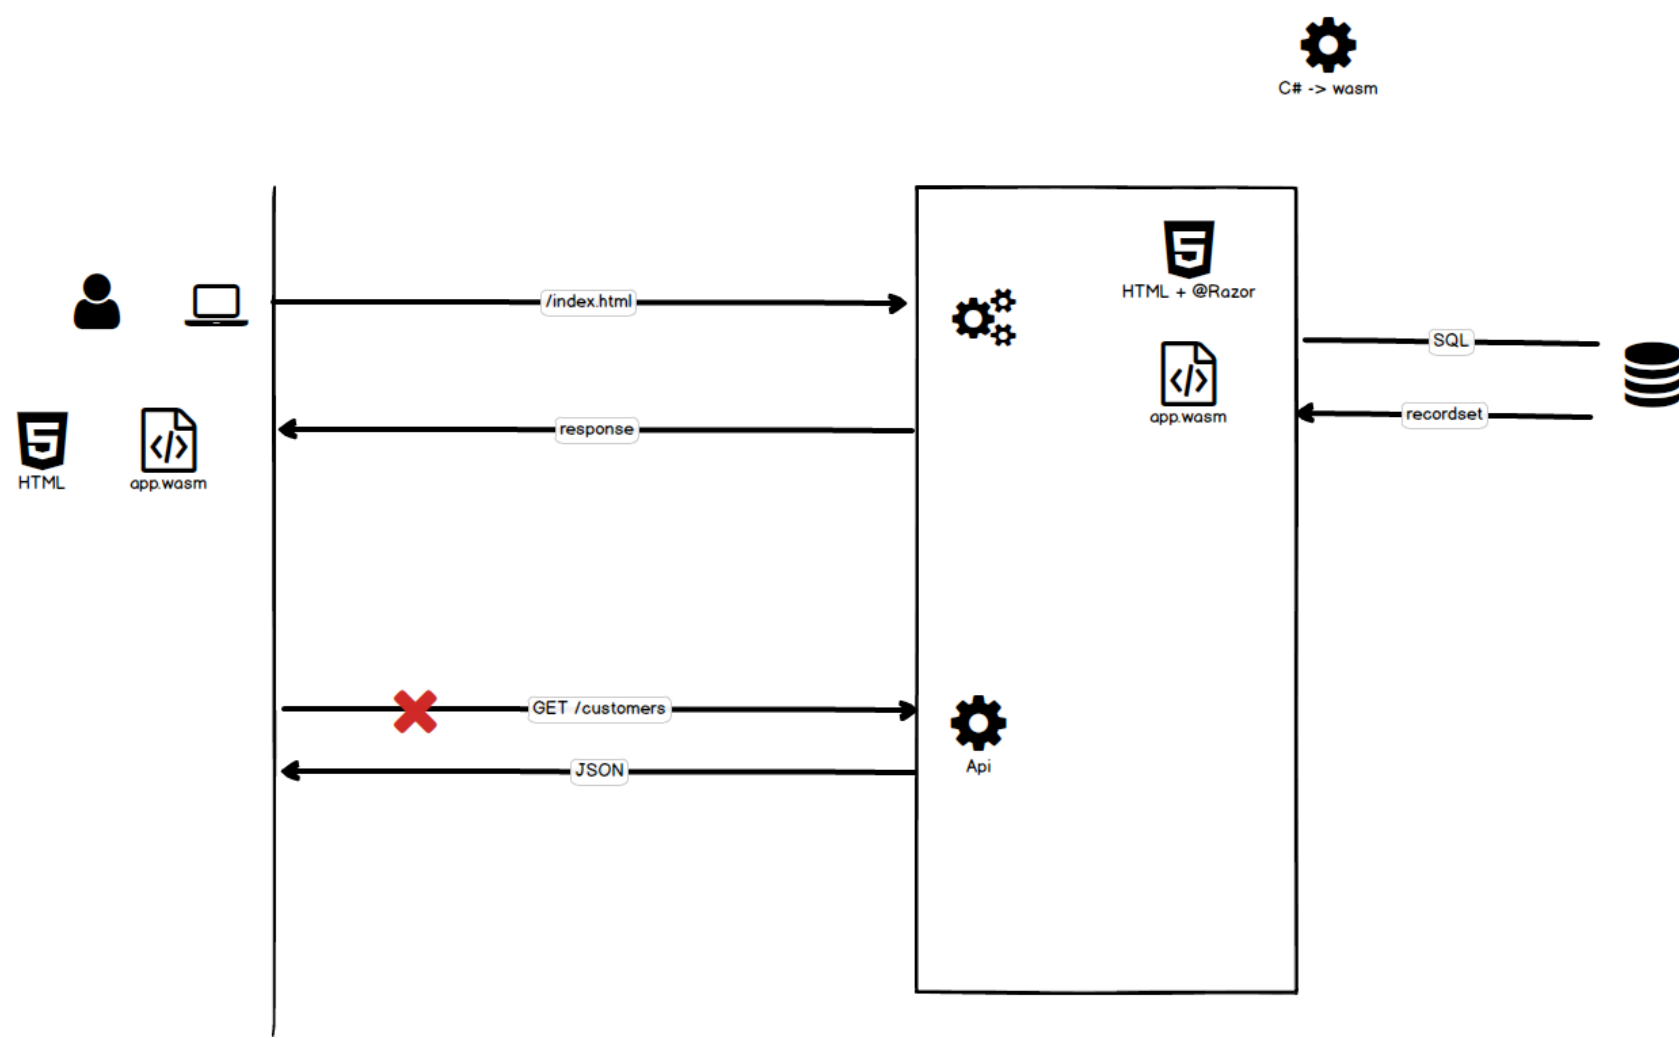 C# -> wasm
/index.html
HTML + @Razor
SQL
app.wasm
recordset
response
HTML
app.wasm
GET /customers
Api
JSON